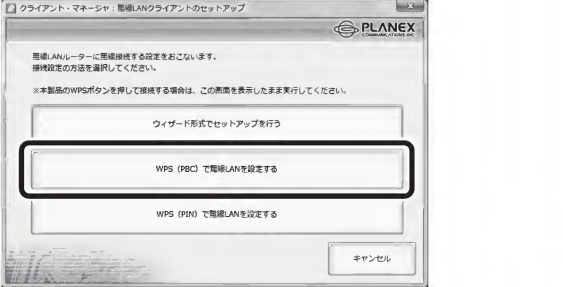 クライアント・マネージャ：無線LANクライアントのセットアップ
PLANEX
COMMUNICATIONS INC
無線LANルーターに無線接続する設定をおこないます。
接続設定の方法を選択してください。
※本製品のWPSボタンを押して接続する場合は、この画面を表示したまま実行してください。
ウィザード形式でセットアップを行う
WPS（PBC）で無線LANを設定する
WPS（PIN）で無線LANを設定する
キャンセル